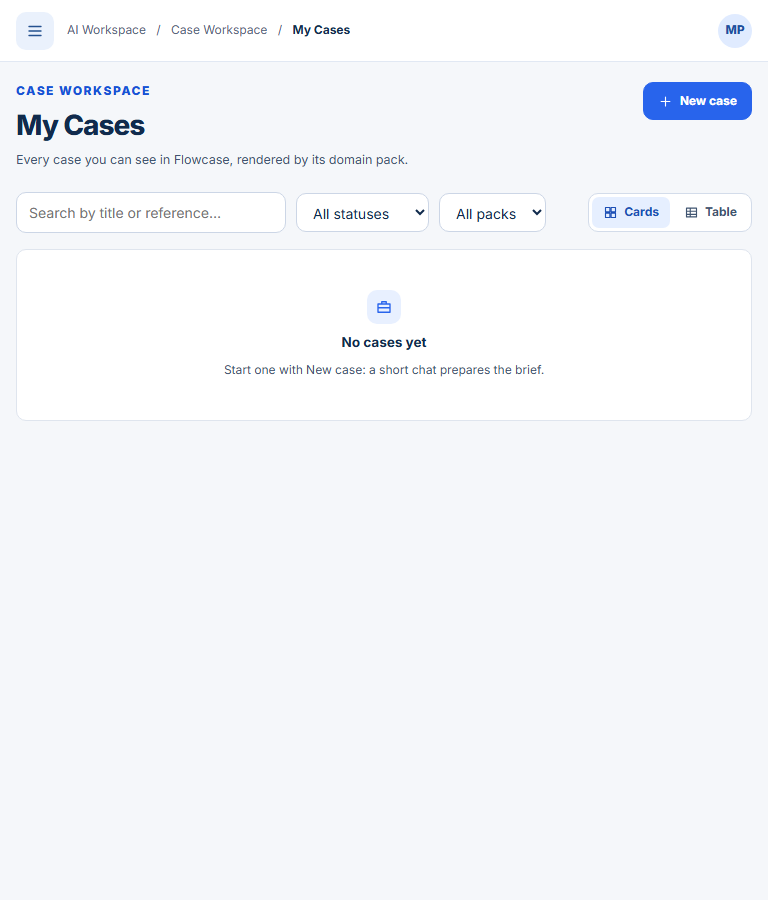 AI Workspace / Case Workspace / My Cases
MP
CASE WORKSPACE
My Cases
Every case you can see in Flowcase, rendered by its domain pack.
New case
Search by title or reference...
All statuses
All packs
Cards
Table
No cases yet
Start one with New case: a short chat prepares the brief.